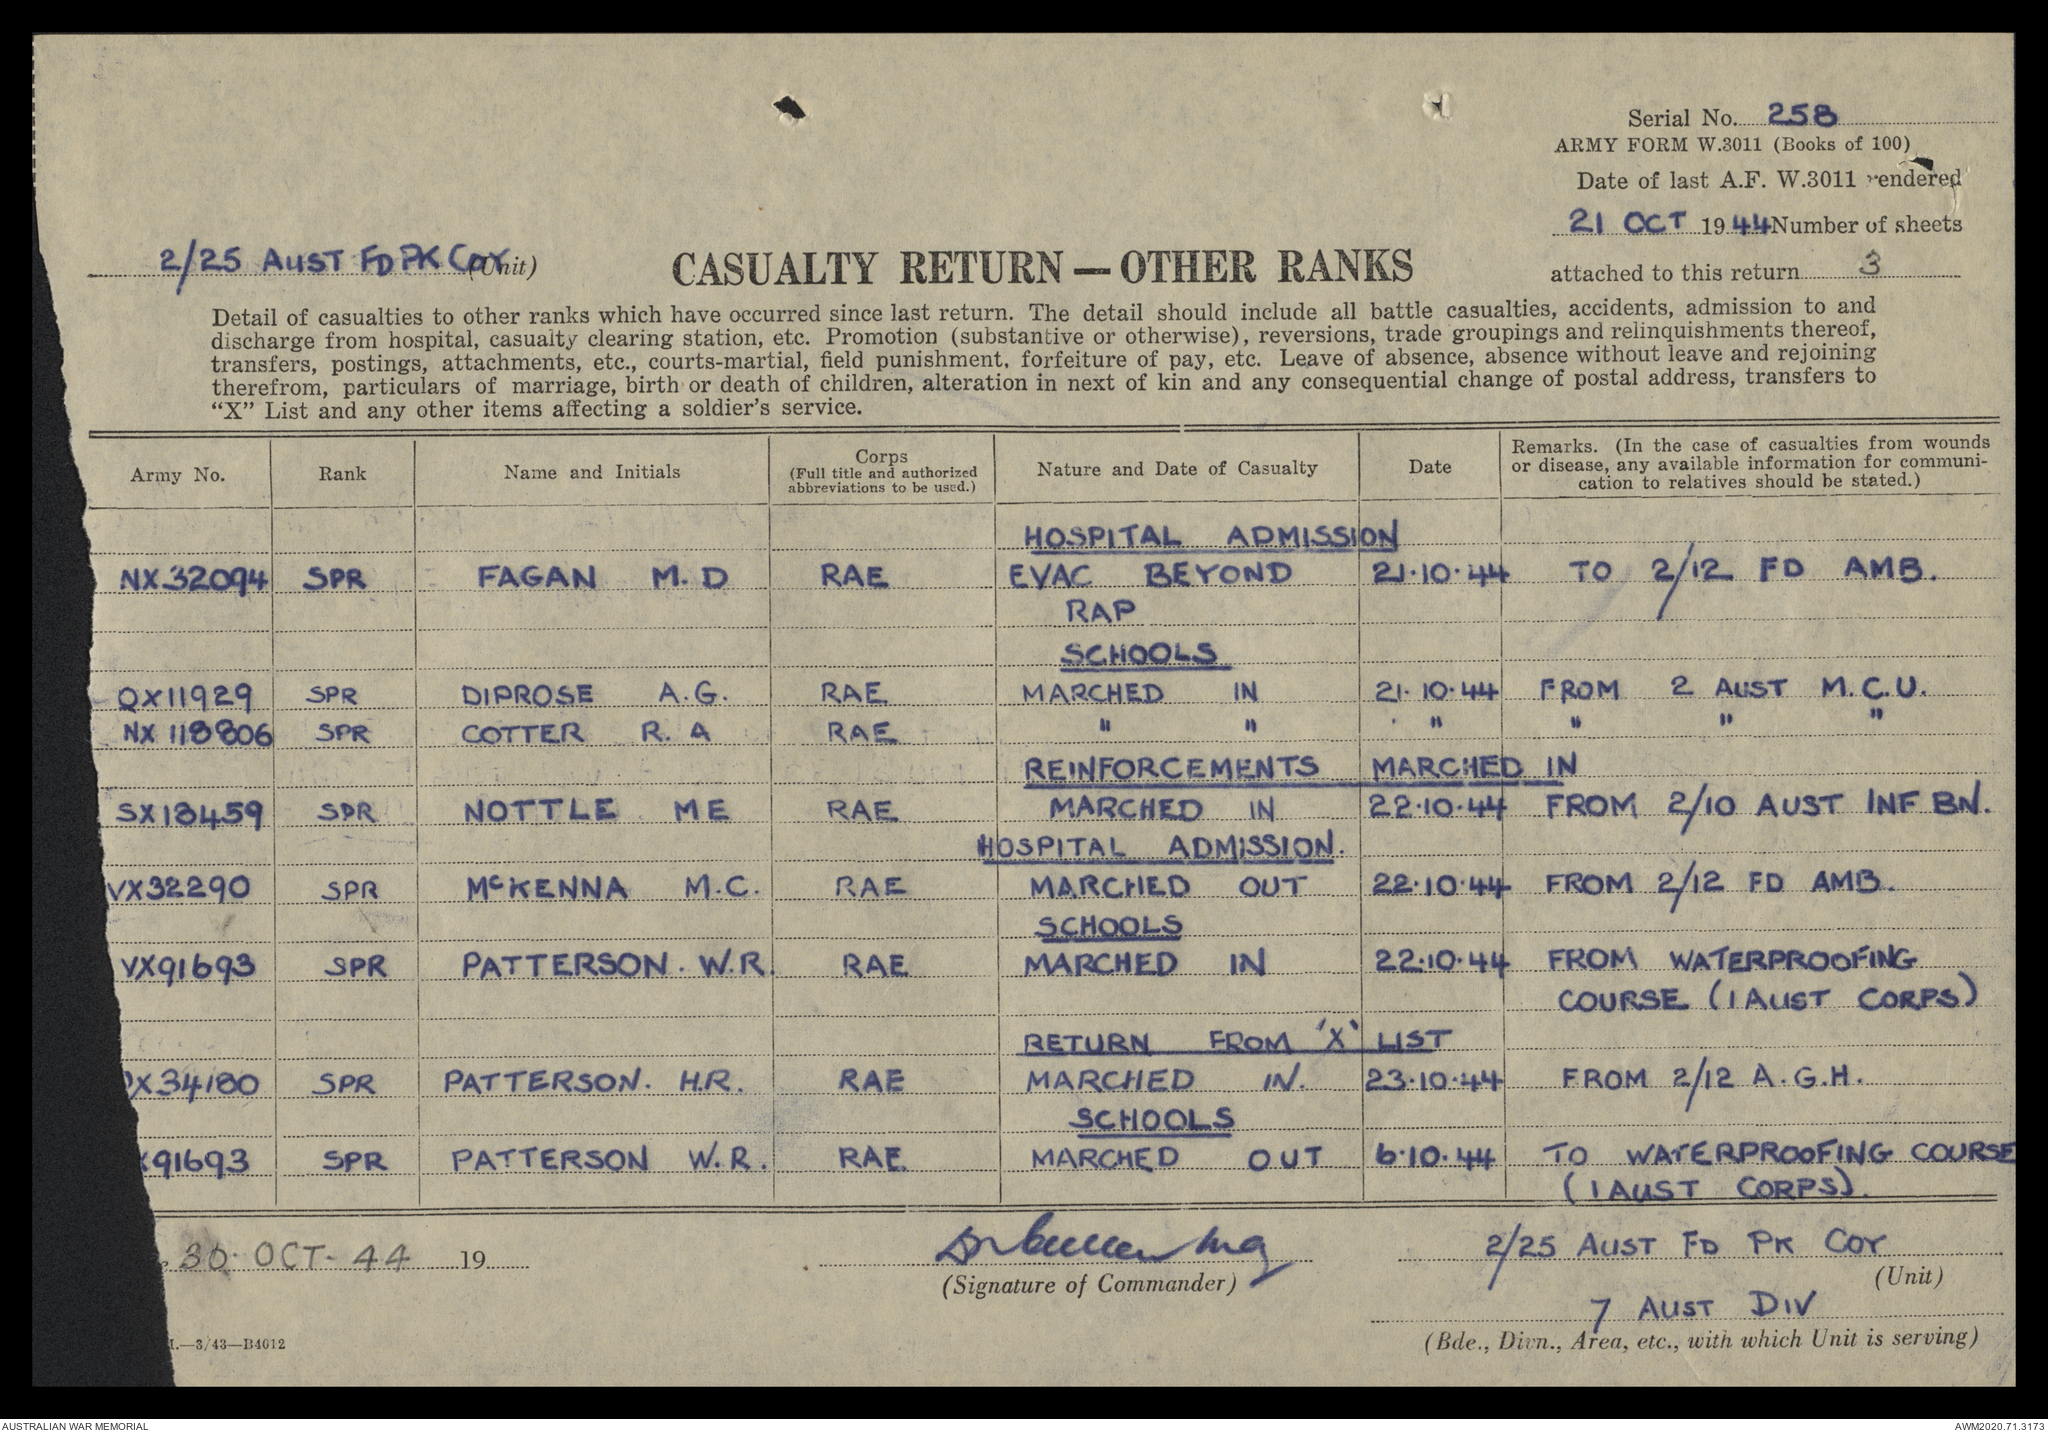 Serial No. 258
ARMY FORM W.3011 (Books of 100)
Date of last A.F. W.3011 rendered
21 OCT 1944 Number of sheets
attached to this return 3
2/25 AUST FD PK COY (Unit)
CASUALTY RETURN — OTHER RANKS
Detail of casualties to other ranks which have occurred since last return. The detail should include all battle casualties, accidents, admission to and
discharge from hospital, casualty clearing station, etc. Promotion (substantive or otherwise), reversions, trade groupings and relinquishments thereof,
transfers, postings, attachments, etc., courts-martial, field punishment, forfeiture of pay, etc. Leave of absence, absence without leave and rejoining
therefrom, particulars of marriage, birth or death of children, alteration in next of kin and any consequential change of postal address, transfers to
“X” List and any other items affecting a soldier’s service.
Army No. Rank Name and Initials Corps (Full title and authorized abbreviations to be used.) Nature and Date of Casualty Date Remarks. (In the case of casualties from wounds or disease, any available information for communi-cation to relatives should be stated.)
HOSPITAL ADMISSION
NX32094 SPR FAGAN M.D RAE EVAC BEYOND 21·10·44 TO 2/12 FD AMB.
RAP
SCHOOLS
QX11929 SPR DIPROSE A.G. RAE MARCHED IN 21·10·44 FROM 2 AUST M.C.U.
NX118806 SPR COTTER R. A RAE " " " " " "
REINFORCEMENTS MARCHED IN
SX18459 SPR NOTTLE ME RAE MARCHED IN 22·10·44 FROM 2/10 AUST INF BN.
HOSPITAL ADMISSION.
VX32290 SPR McKENNA M.C. RAE MARCHED OUT 22·10·44 FROM 2/12 FD AMB.
SCHOOLS
VX91693 SPR PATTERSON. W.R. RAE MARCHED IN 22·10·44 FROM WATERPROOFING
COURSE (1 AUST CORPS)
RETURN FROM 'X' LIST
X34180 SPR PATTERSON. H.R. RAE MARCHED IN. 23·10·44 FROM 2/12 A.G.H.
SCHOOLS
X91693 SPR PATTERSON W.R. RAE MARCHED OUT 6·10·44 TO WATERPROOFING COURSE
(1 AUST CORPS).
30 OCT- 44 19
(Signature of Commander)
2/25 AUST FD PK COY
(Unit)
7 AUST DIV
(Bde., Divn., Area, etc., with which Unit is serving)
—3/43—B4612
AUSTRALIAN WAR MEMORIAL AWM2020.71.3173